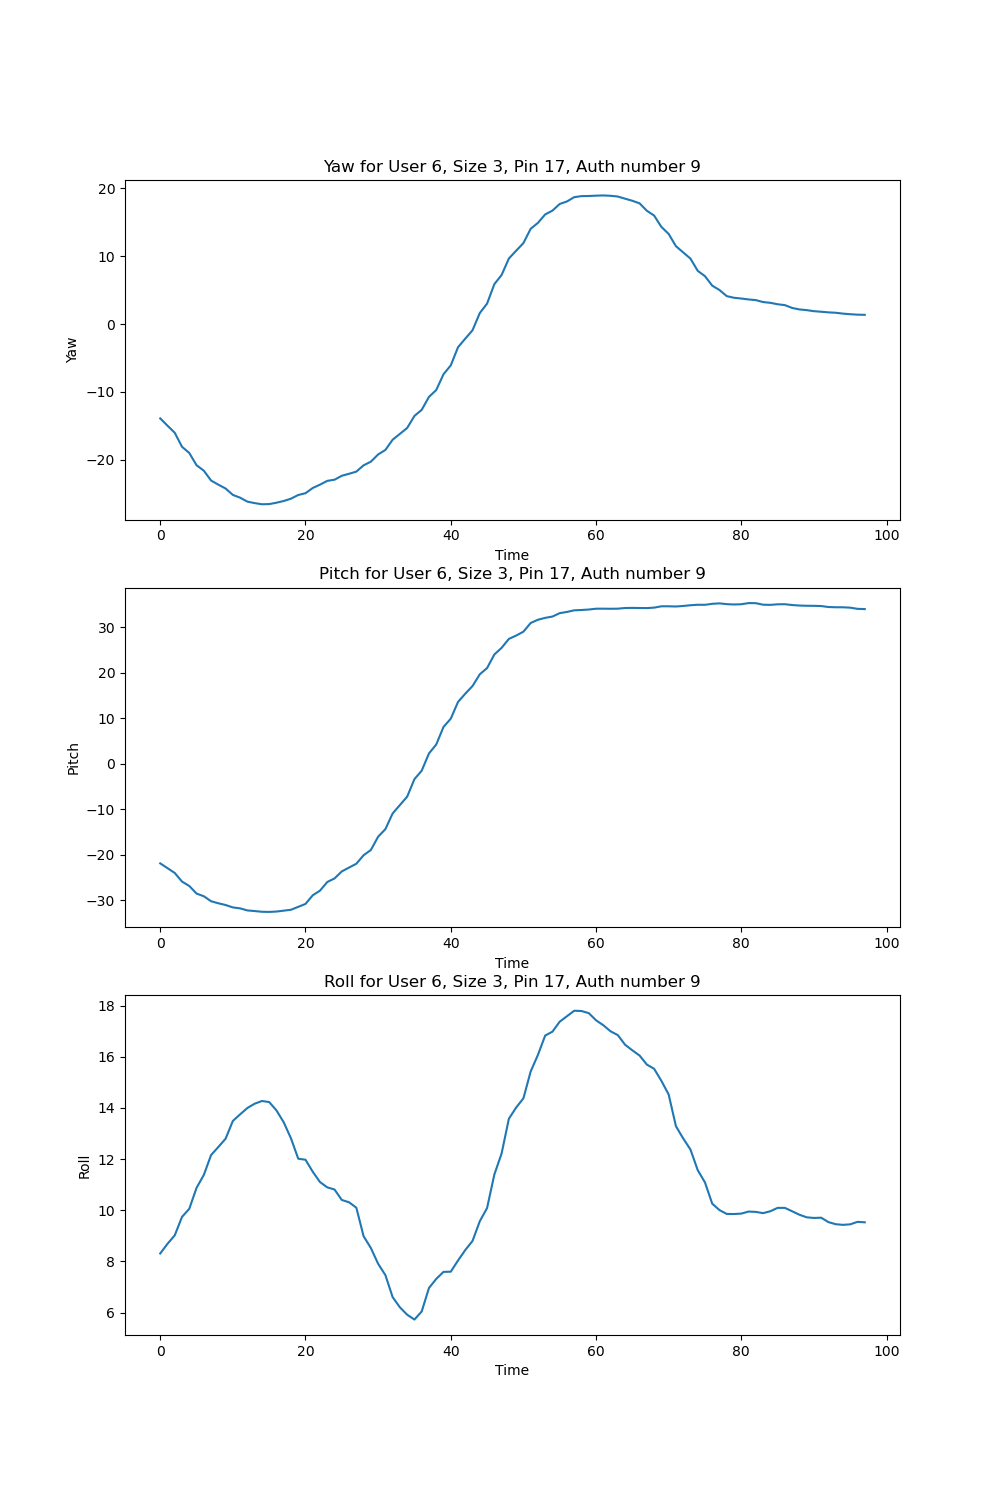 Yaw for User 6, Size 3, Pin 17, Auth number 9
20
10
0
−10
−20
Yaw
0 20 40 60 80 100
Time
Pitch for User 6, Size 3, Pin 17, Auth number 9
30
20
10
0
−10
−20
−30
Pitch
0 20 40 60 80 100
Time
Roll for User 6, Size 3, Pin 17, Auth number 9
18
16
14
12
10
8
6
Roll
0 20 40 60 80 100
Time